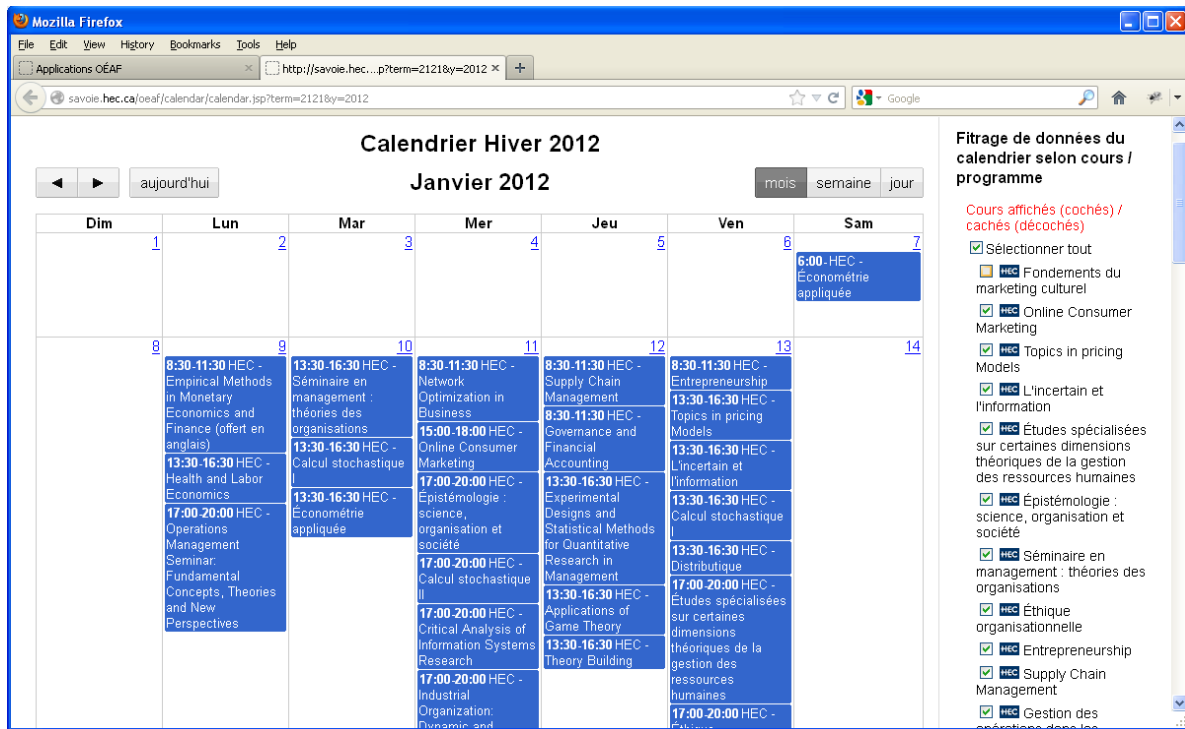 Mozilla Firefox
File Edit View History Bookmarks Tools Help
Applications OÉAF
http://savoie.hec....p?term=2121&y=2012
savoie.hec.ca/oeaf/calendar/calendar.jsp?term=2121&y=2012
Google
Calendrier Hiver 2012
aujourd'hui
Janvier 2012
mois semaine jour
Dim Lun Mar Mer Jeu Ven Sam
1 2 3 4 5 6 7
6:00-HEC -
Économétrie
appliquée
8 9 10 11 12 13 14
8:30-11:30 HEC -
Empirical Methods
in Monetary
Economics and
Finance (offert en
anglais)
13:30-16:30 HEC -
Health and Labor
Economics
17:00-20:00 HEC -
Operations
Management
Seminar:
Fundamental
Concepts, Theories
and New
Perspectives
13:30-16:30 HEC -
Séminaire en
management :
théories des
organisations
13:30-16:30 HEC -
Calcul stochastique
I
13:30-16:30 HEC -
Économétrie
appliquée
8:30-11:30 HEC -
Network
Optimization in
Business
15:00-18:00 HEC -
Online Consumer
Marketing
17:00-20:00 HEC -
Épistémologie :
science,
organisation et
société
17:00-20:00 HEC -
Calcul stochastique
II
17:00-20:00 HEC -
Critical Analysis of
Information Systems
Research
17:00-20:00 HEC -
Industrial
Organization:
Dynamic and
8:30-11:30 HEC -
Supply Chain
Management
8:30-11:30 HEC -
Governance and
Financial
Accounting
13:30-16:30 HEC -
Experimental
Designs and
Statistical Methods
for Quantitative
Research in
Management
13:30-16:30 HEC -
Applications of
Game Theory
13:30-16:30 HEC -
Theory Building
8:30-11:30 HEC -
Entrepreneurship
13:30-16:30 HEC -
Topics in pricing
Models
13:30-16:30 HEC -
L'incertain et
l'information
13:30-16:30 HEC -
Calcul stochastique
I
13:30-16:30 HEC -
Distributique
17:00-20:00 HEC -
Études spécialisées
sur certaines
dimensions
théoriques de la
gestion des
ressources
humaines
17:00-20:00 HEC -
Éthique
Fitrage de données du
calendrier selon cours /
programme
Cours affichés (cochés) /
cachés (décochés)
Sélectionner tout
HEC Fondements du
marketing culturel
HEC Online Consumer
Marketing
HEC Topics in pricing
Models
HEC L'incertain et
l'information
HEC Études spécialisées
sur certaines dimensions
théoriques de la gestion
des ressources humaines
HEC Épistémologie :
science, organisation et
société
HEC Séminaire en
management : théories des
organisations
HEC Éthique
organisationnelle
HEC Entrepreneurship
HEC Supply Chain
Management
HEC Gestion des
opérations dans les